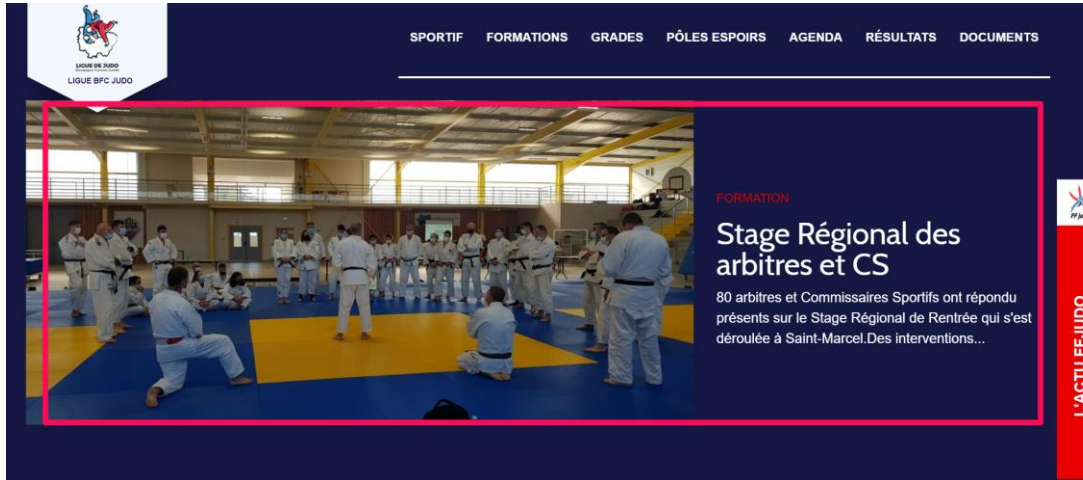 LIGUE DE JUDO
LIGUE BFC JUDO
SPORTIF FORMATIONS GRADES PÔLES ESPOIRS AGENDA RÉSULTATS DOCUMENTS
FORMATION
Stage Régional des
arbitres et CS
80 arbitres et Commissaires Sportifs ont répondu
présents sur le Stage Régional de Rentrée qui s'est
déroulée à Saint-Marcel.Des interventions...
L'ACTU FFJUDO